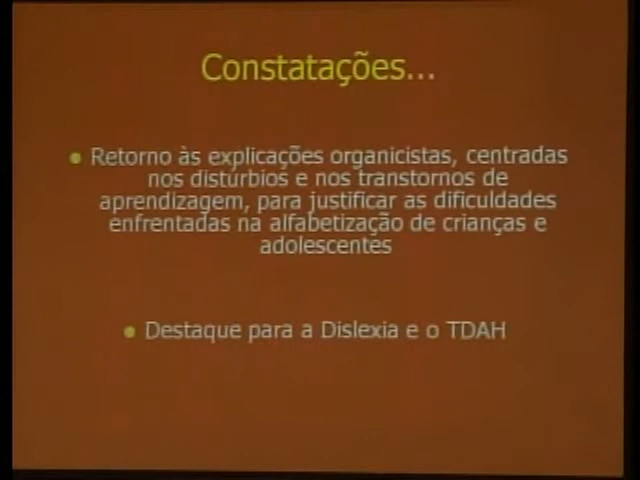 Constatações...
• Retorno às explicações organicistas, centradas
nos distúrbios e nos transtornos de
aprendizagem, para justificar as dificuldades
enfrentadas na alfabetização de crianças e
adolescentes
• Destaque para a Dislexia e o TDAH